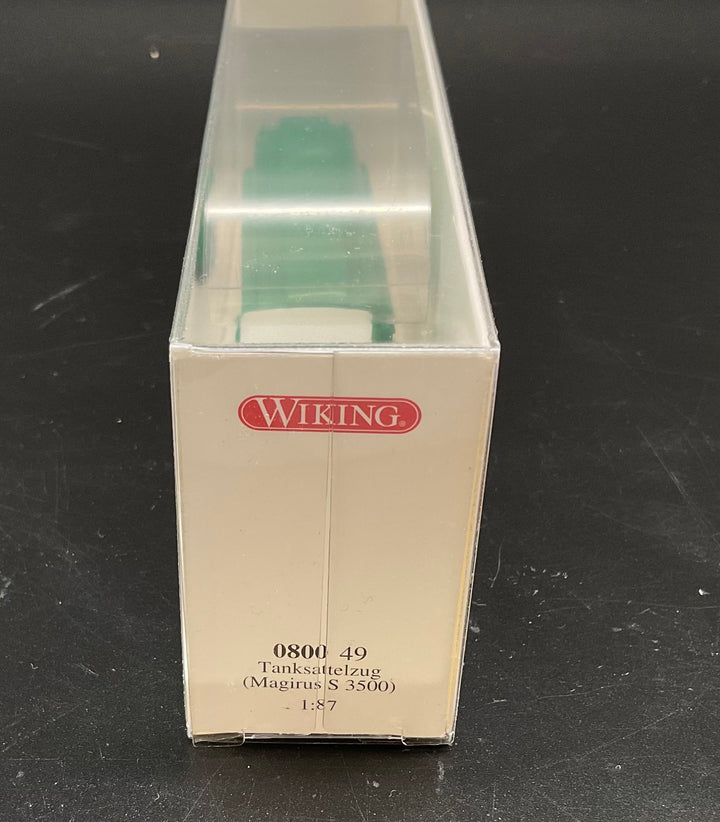 WIKING®
0800 49
Tanksattelzug
(Magirus S 3500)
1:87